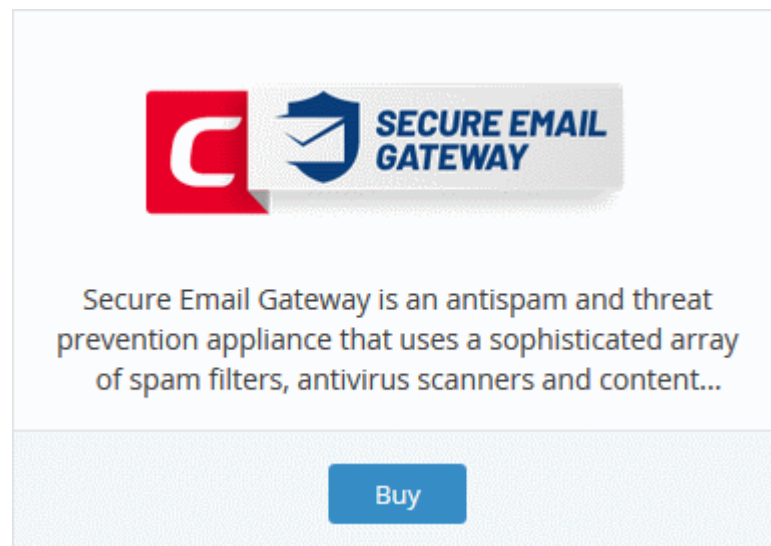 C SECURE EMAIL
GATEWAY
Secure Email Gateway is an antispam and threat
prevention appliance that uses a sophisticated array
of spam filters, antivirus scanners and content...
Buy